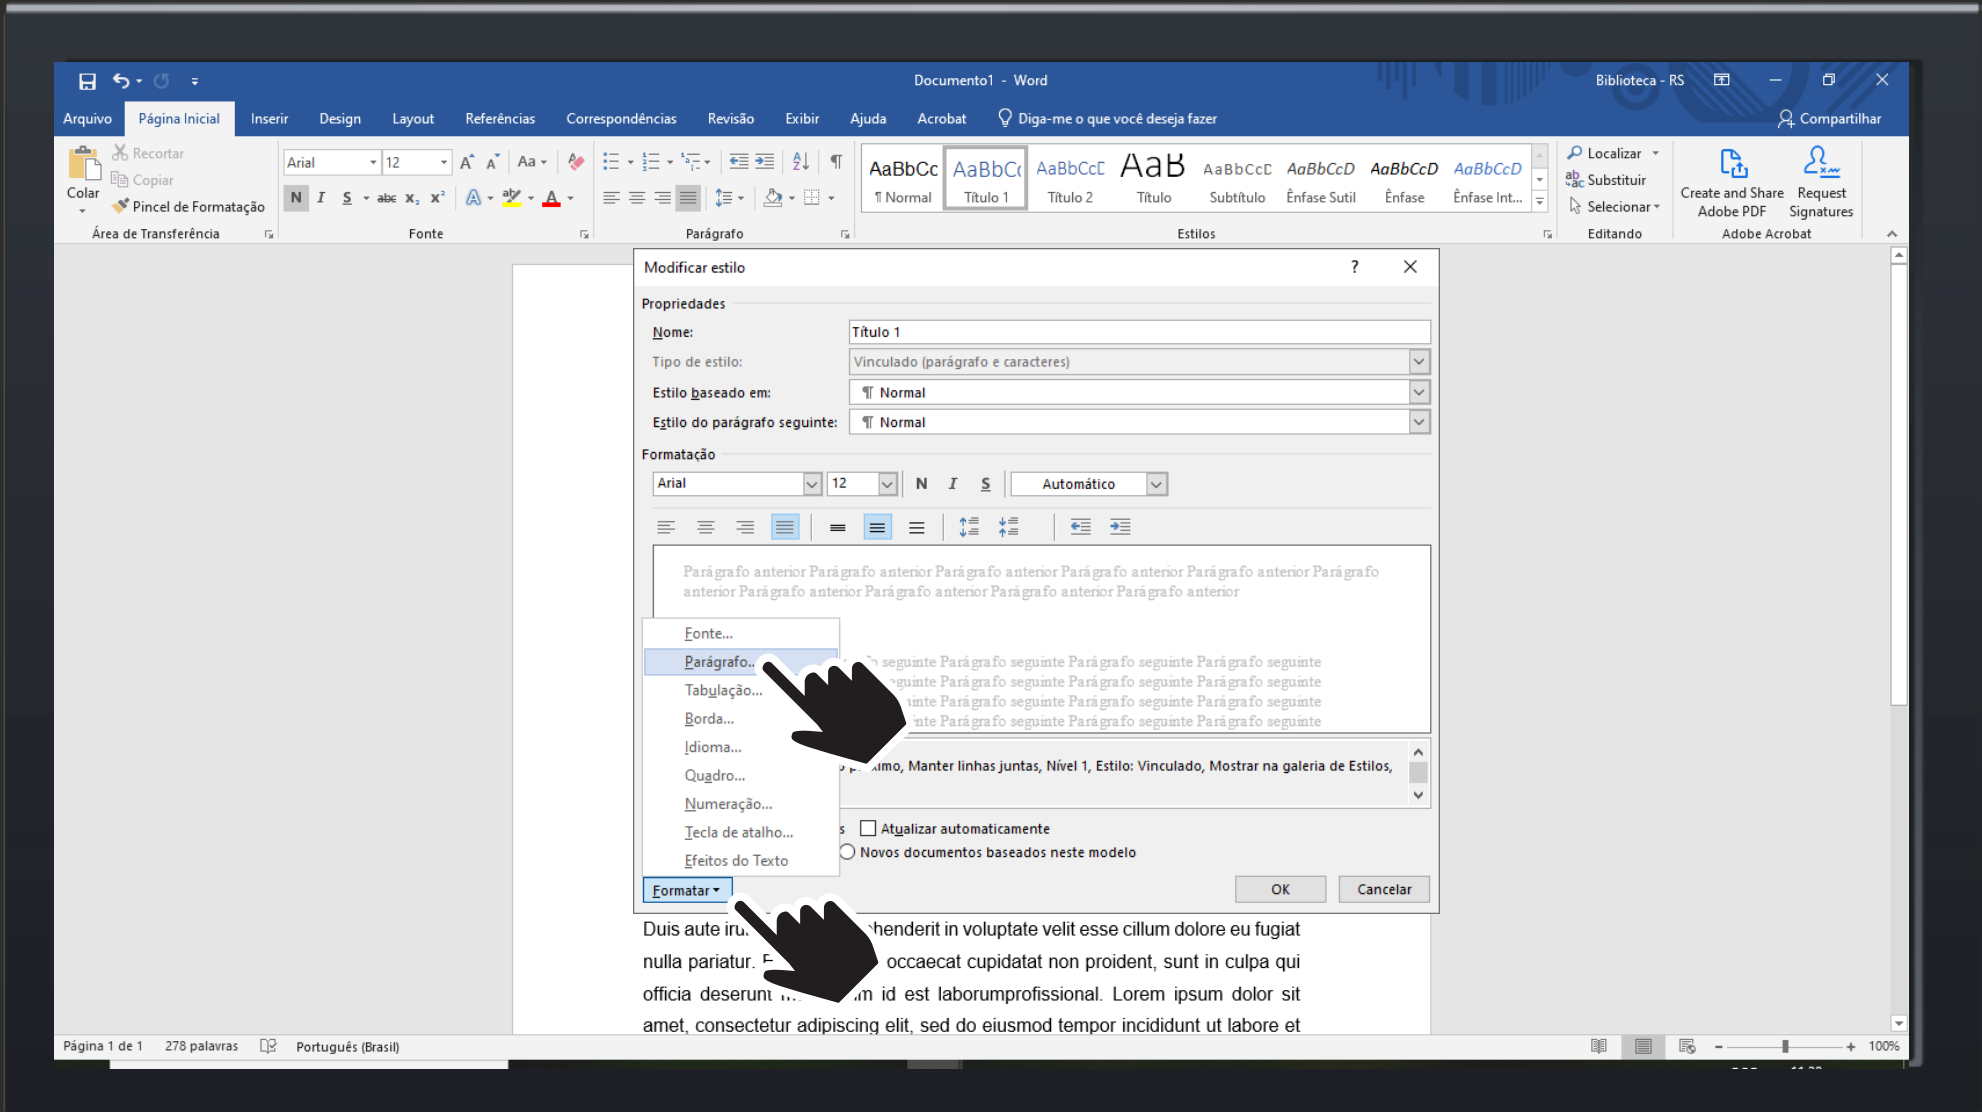 Documento1 - Word
Biblioteca - RS
Arquivo Página Inicial Inserir Design Layout Referências Correspondências Revisão Exibir Ajuda Acrobat Diga-me o que você deseja fazer Compartilhar
Colar
Recortar
Copiar
Pincel de Formatação
Área de Transferência
Arial 12 Aa
N I S abc x₂ x² A aby A
Fonte
Parágrafo
AaBbCc AaBbCc AaBbCcC AaB AaBbCcC AaBbCcD AaBbCcD AaBbCcD
¶ Normal Título 1 Título 2 Título Subtítulo Ênfase Sutil Ênfase Ênfase Int...
Estilos
Localizar
Substituir
Selecionar
Editando
Create and Share
Adobe PDF
Request
Signatures
Adobe Acrobat
Modificar estilo ?
Propriedades
Nome: Título 1
Tipo de estilo: Vinculado (parágrafo e caracteres)
Estilo baseado em: ¶ Normal
Estilo do parágrafo seguinte: ¶ Normal
Formatação
Arial 12 N I S Automático
Parágrafo anterior Parágrafo anterior Parágrafo anterior Parágrafo anterior Parágrafo anterior Parágrafo
anterior Parágrafo anterior Parágrafo anterior Parágrafo anterior Parágrafo anterior
seguinte Parágrafo seguinte Parágrafo seguinte Parágrafo seguinte
Parágrafo seguinte Parágrafo seguinte Parágrafo seguinte
Parágrafo seguinte Parágrafo seguinte Parágrafo seguinte
Parágrafo seguinte Parágrafo seguinte Parágrafo seguinte
Manter linhas juntas, Nível 1, Estilo: Vinculado, Mostrar na galeria de Estilos,
Atualizar automaticamente
Novos documentos baseados neste modelo
Fonte...
Parágrafo...
Tabulação...
Borda...
Idioma...
Quadro...
Numeração...
Tecla de atalho...
Efeitos do Texto
Formatar OK Cancelar
Duis aute in voluptate velit esse cillum dolore eu fugiat
nulla pariatur. occaecat cupidatat non proident, sunt in culpa qui
officia deserunt id est laborumprofissional. Lorem ipsum dolor sit
amet, consectetur adipiscing elit, sed do eiusmod tempor incididunt ut labore et
Página 1 de 1 278 palavras Português (Brasil) - + 100%